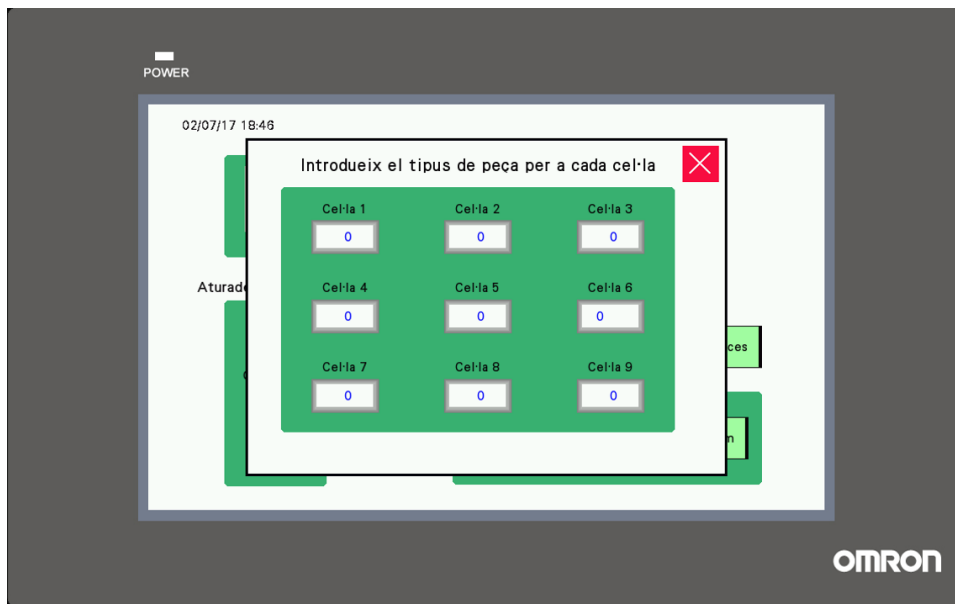 POWER
02/07/17 18:46
Introdueix el tipus de peça per a cada cel·la
Cel·la 1 Cel·la 2 Cel·la 3
0 0 0
Aturad
Cel·la 4 Cel·la 5 Cel·la 6
0 0 0
ces
Cel·la 7 Cel·la 8 Cel·la 9
0 0 0
m
OMRON